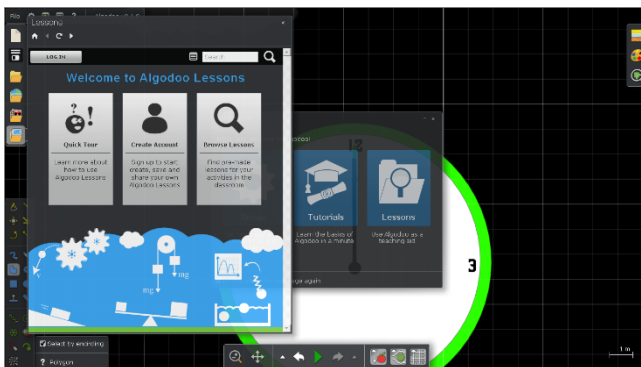 File
Lessons
LOG IN
Search
Welcome to Algodoo Lessons
? !
Quick Tour
Create Account
Browse Lessons
Learn more about
how to use
Algodoo Lessons
Sign up to start
create, save and
share your own
Algodoo Lessons
Find pre-made
lessons for your
activities in the
classroom
12
Tutorials
Lessons
Learn the basics of
Algodoo in a minute
Use Algodoo as a
teaching aid
again
3
mg
mg
Select by encircling
? Polygon
1 m